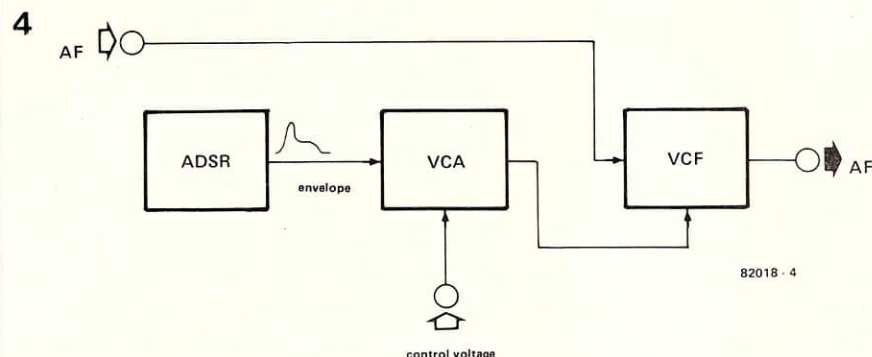 4
AF
ADSR
envelope
VCA
VCF
AF
82018 - 4
control voltage